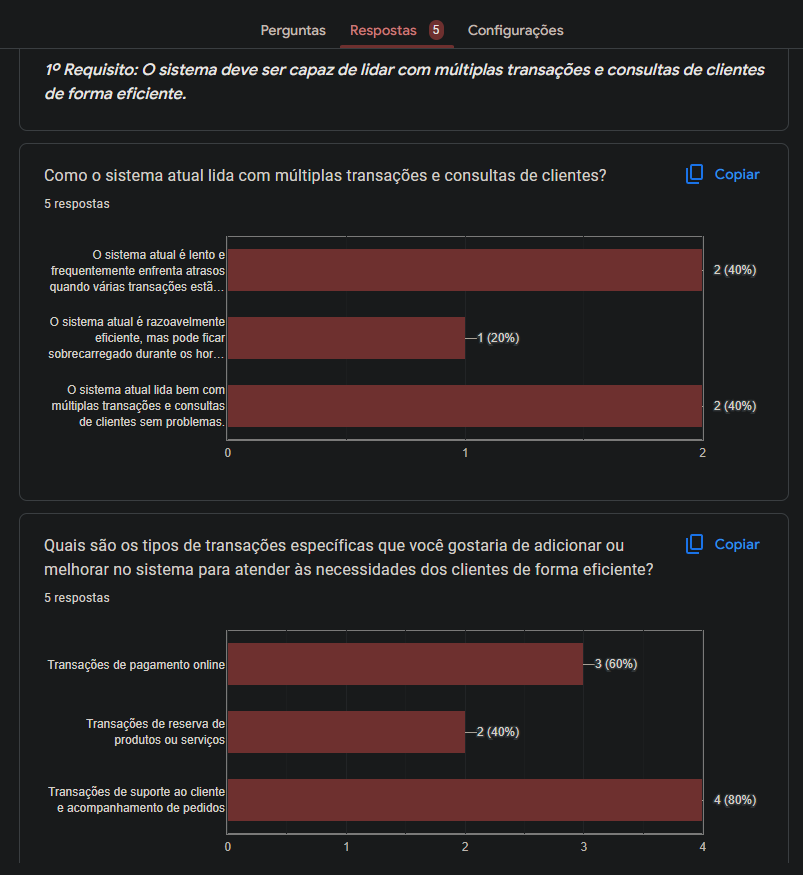 Perguntas Respostas 5 Configurações
1º Requisito: O sistema deve ser capaz de lidar com múltiplas transações e consultas de clientes
de forma eficiente.
Como o sistema atual lida com múltiplas transações e consultas de clientes?
Copiar
5 respostas
O sistema atual é lento e
frequentemente enfrenta atrasos
quando várias transações estã...
2 (40%)
O sistema atual é razoavelmente
eficiente, mas pode ficar
sobrecarregado durante os hor...
1 (20%)
O sistema atual lida bem com
múltiplas transações e consultas
de clientes sem problemas.
2 (40%)
0 1 2
Quais são os tipos de transações específicas que você gostaria de adicionar ou
melhorar no sistema para atender às necessidades dos clientes de forma eficiente?
Copiar
5 respostas
Transações de pagamento online
3 (60%)
Transações de reserva de
produtos ou serviços
2 (40%)
Transações de suporte ao cliente
e acompanhamento de pedidos
4 (80%)
0 1 2 3 4